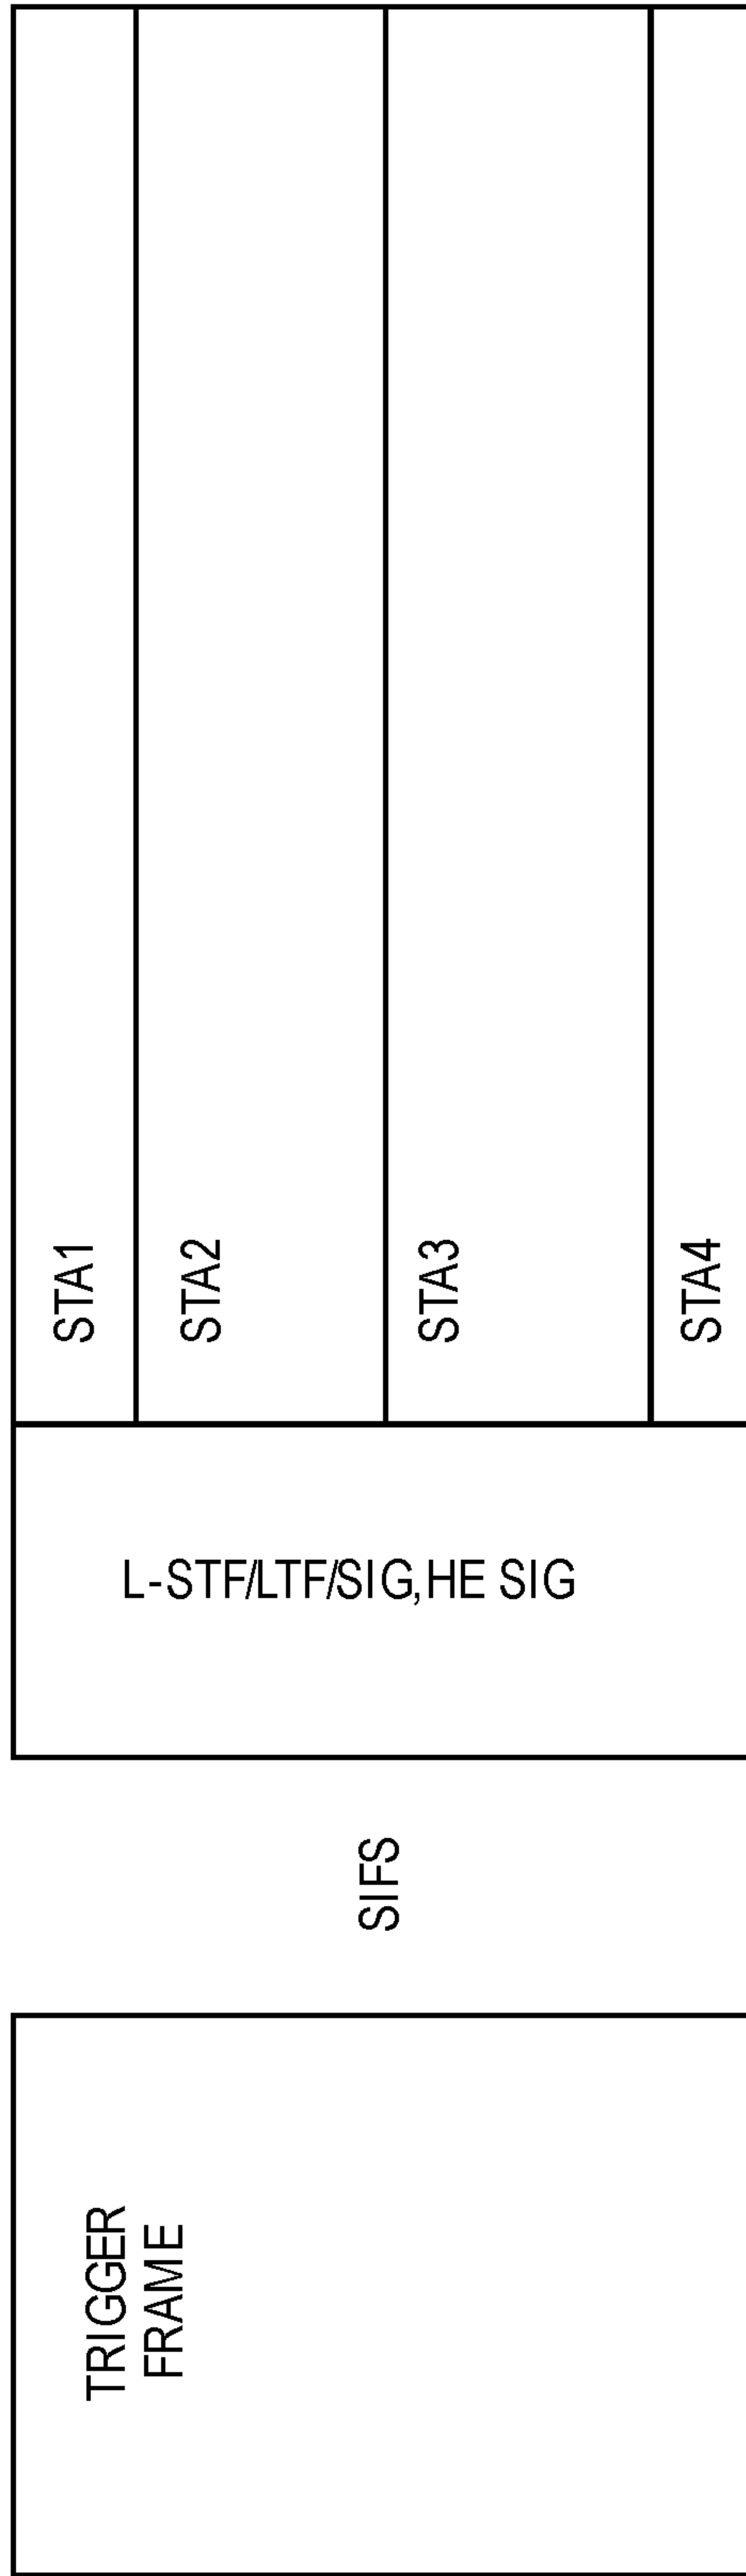 TRIGGER
FRAME
SIFS
L-STF/LTF/SIG,HE SIG
STA1
STA2
STA3
STA4